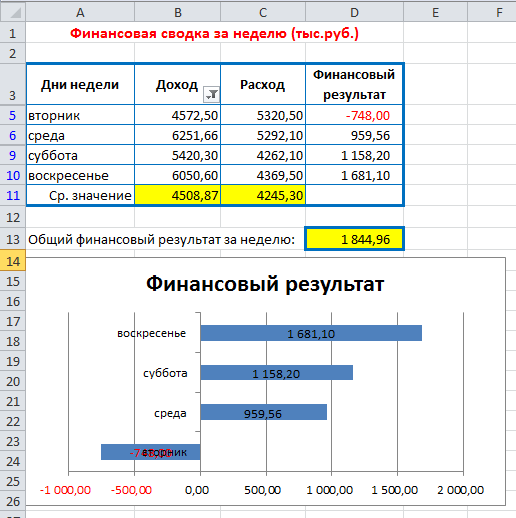 A B C D E F
1 Финансовая сводка за неделю (тыс.руб.)
2
3 Дни недели Доход Расход Финансовый результат
5 вторник 4572,50 5320,50 -748,00
6 среда 6251,66 5292,10 959,56
9 суббота 5420,30 4262,10 1 158,20
10 воскресенье 6050,60 4369,50 1 681,10
11 Ср. значение 4508,87 4245,30
12
13 Общий финансовый результат за неделю: 1 844,96
14
15 Финансовый результат
16
17
18 воскресенье 1 681,10
19
20 суббота 1 158,20
21
22 среда 959,56
23
24 вторник -748,00
25 -1 000,00 -500,00 0,00 500,00 1 000,00 1 500,00 2 000,00
26